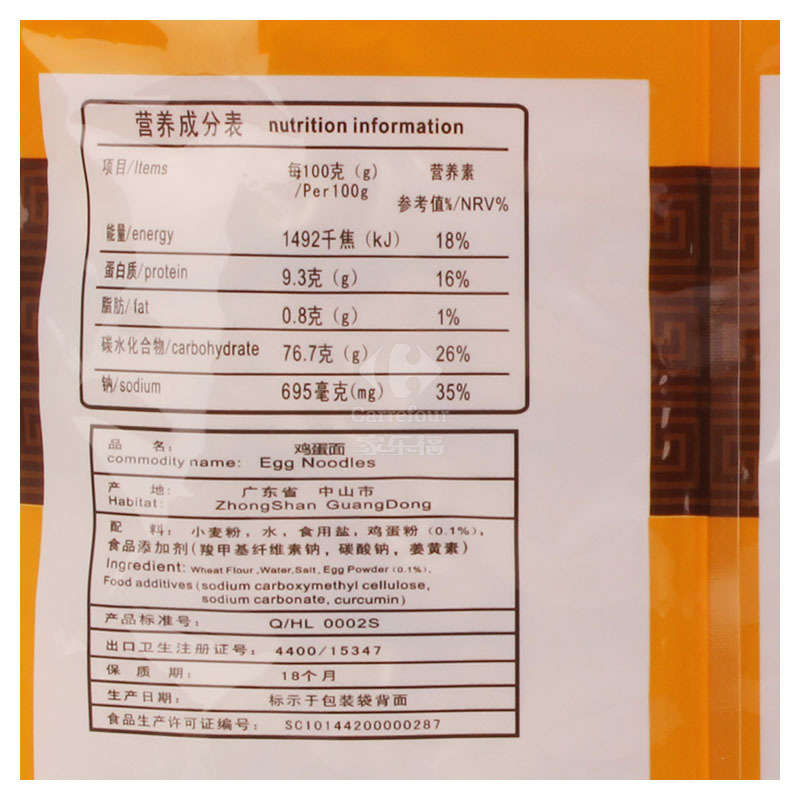 营养成分表 nutrition information
项目/Items 每100克（g）/Per100g 营养素参考值%/NRV%
能量/energy 1492千焦（kJ） 18%
蛋白质/protein 9.3克（g） 16%
脂肪/fat 0.8克（g） 1%
碳水化合物/carbohydrate 76.7克（g） 26%
钠/sodium 695毫克(mg) 35%
Carrefour
家乐福
品 名： 鸡蛋面
commodity name: Egg Noodles
产 地: 广东省 中山市
Habitat: ZhongShan GuangDong
配 料：小麦粉，水，食用盐，鸡蛋粉（0.1%），
食品添加剂(羧甲基纤维素钠，碳酸钠，姜黄素)
Ingredient: Wheat Flour ,Water,Salt, Egg Powder (0.1%),
Food additives (sodium carboxymethyl cellulose,
sodium carbonate, curcumin)
产品标准号： Q/HL 0002S
出口卫生注册证号： 4400/15347
保 质 期： 18个月
生产日期： 标示于包装袋背面
食品生产许可证编号： SC10144200000287